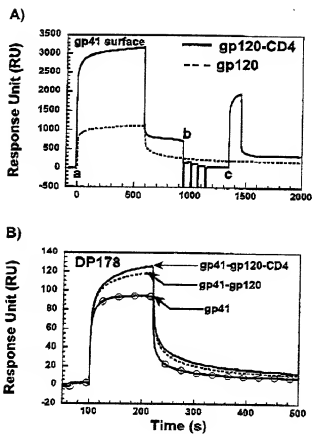 A)
gp41 surface
gp120-CD4
gp120
Response Unit (RU)
3500
3000
2500
2000
1500
1000
500
0
-500
a
b
c
0
500
1000
1500
2000
B)
DP178
gp41-gp120-CD4
gp41-gp120
gp41
Response Unit (RU)
140
120
100
80
60
40
20
0
-20
0
100
200
300
400
500
Time (s)